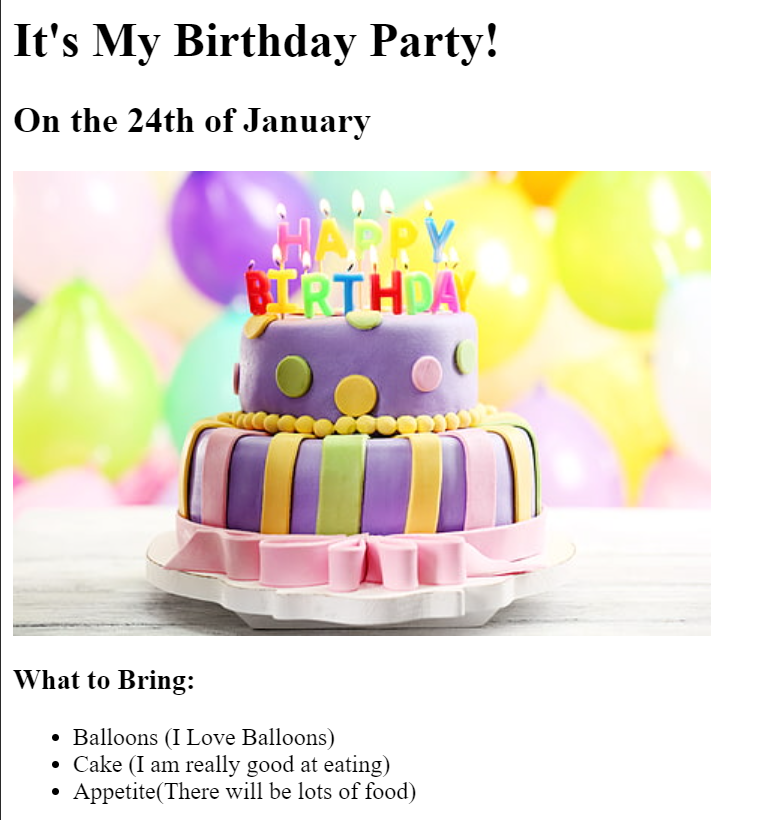 It's My Birthday Party!
On the 24th of January
HAPPY
BIRTHDAY
What to Bring:
Balloons (I Love Balloons)
Cake (I am really good at eating)
Appetite(There will be lots of food)